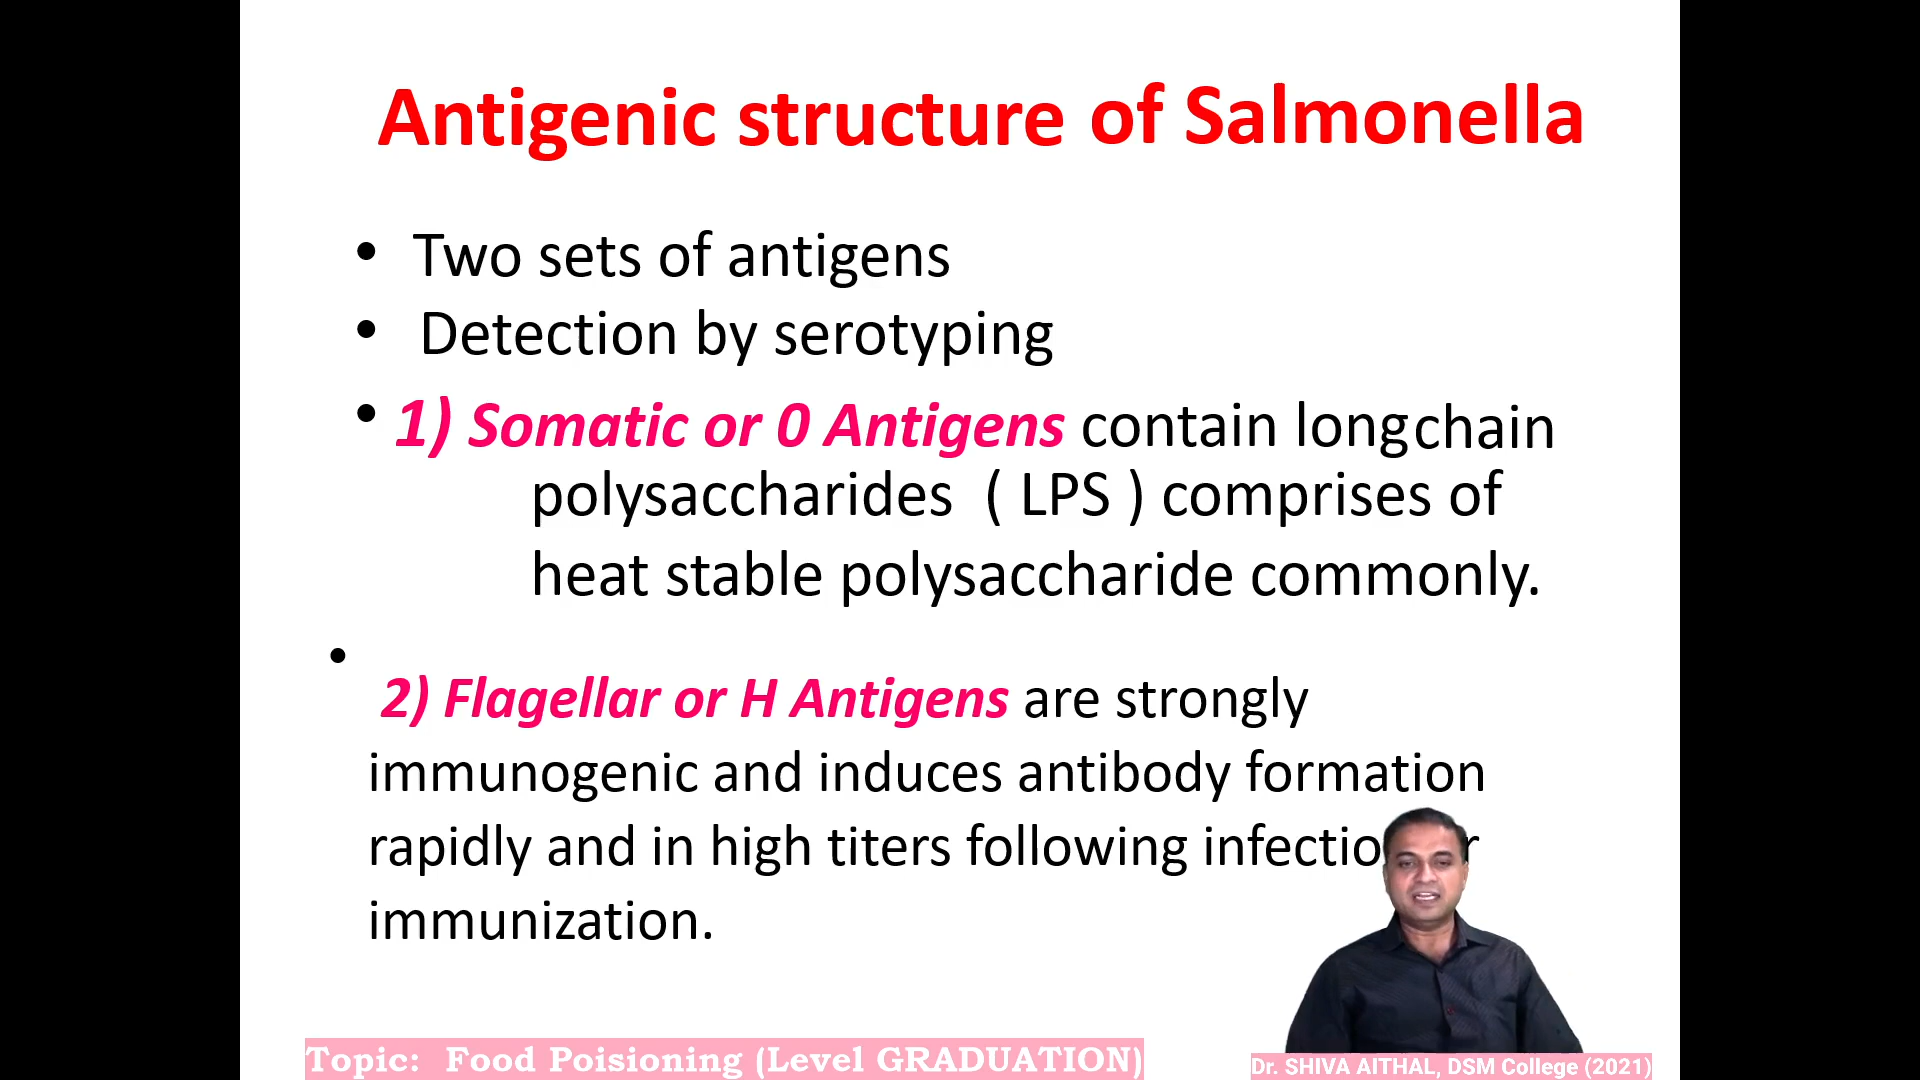 Antigenic structure of Salmonella
• Two sets of antigens
• Detection by serotyping
• 1) Somatic or 0 Antigens contain long chain
polysaccharides ( LPS ) comprises of
heat stable polysaccharide commonly.
•
2) Flagellar or H Antigens are strongly
immunogenic and induces antibody formation
rapidly and in high titers following
immunization.
Topic: Food Poisioning (Level GRADUATION)
Dr. SHIVA AITHAL, DSM College (2021)